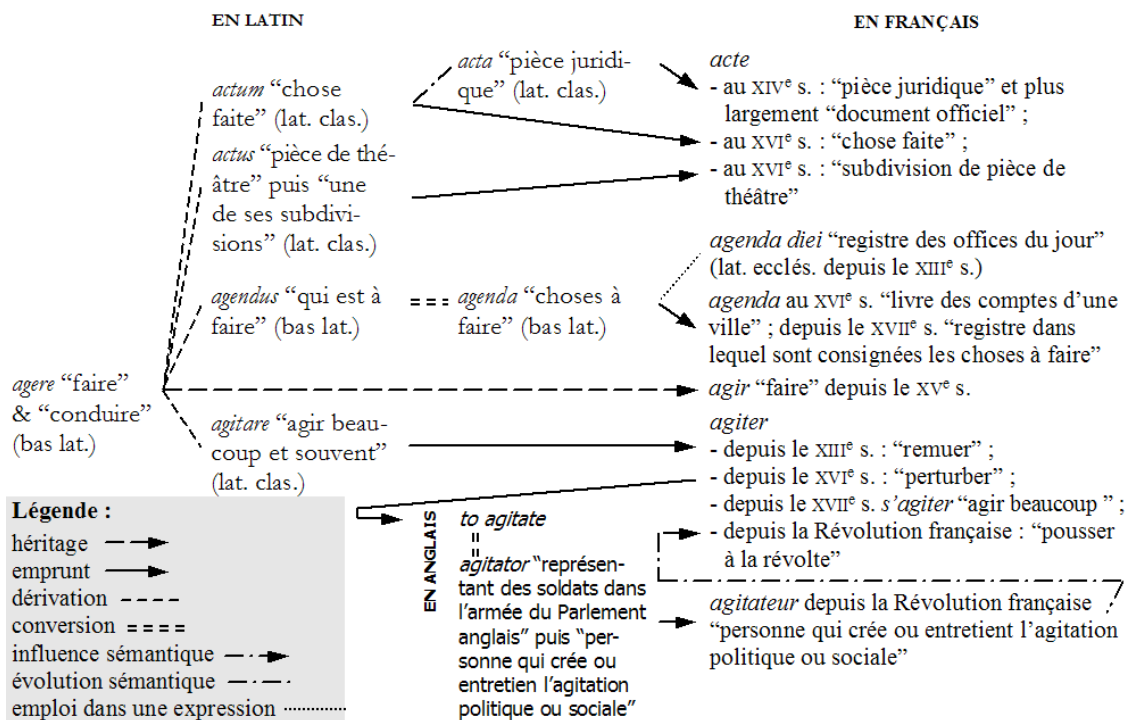 EN LATIN
EN FRANÇAIS
agere “faire”
& “conduire”
(bas lat.)
actum “chose
faite” (lat. clas.)
acta “pièce juridi-
que” (lat. clas.)
actus “pièce de thé-
âtre” puis “une
de ses subdivi-
sions” (lat. clas.)
agendus “qui est à
faire” (bas lat.)
agenda “choses à
faire” (bas lat.)
agitare “agir beau-
coup et souvent”
(lat. clas.)
acte
- au XIVe s. : “pièce juridique” et plus
largement “document officiel” ;
- au XVIe s. : “chose faite” ;
- au XVIe s. : “subdivision de pièce de
théâtre”
agenda diei “registre des offices du jour”
(lat. ecclés. depuis le XIIIe s.)
agenda au XVIe s. “livre des comptes d’une
ville” ; depuis le XVIIe s. “registre dans
lequel sont consignées les choses à faire”
agir “faire” depuis le XVe s.
agiter
- depuis le XIIIe s. : “remuer” ;
- depuis le XVIe s. : “perturber” ;
- depuis le XVIIe s. s’agiter “agir beaucoup ” ;
- depuis la Révolution française : “pousser
à la révolte”
agitateur depuis la Révolution française
“personne qui crée ou entretient l’agitation
politique ou sociale”
EN ANGLAIS
to agitate
agitator “représen-
tant des soldats dans
l’armée du Parlement
anglais” puis “per-
sonne qui crée ou
entretien l’agitation
politique ou sociale”
Légende :
héritage
emprunt
dérivation
conversion
influence sémantique
évolution sémantique
emploi dans une expression